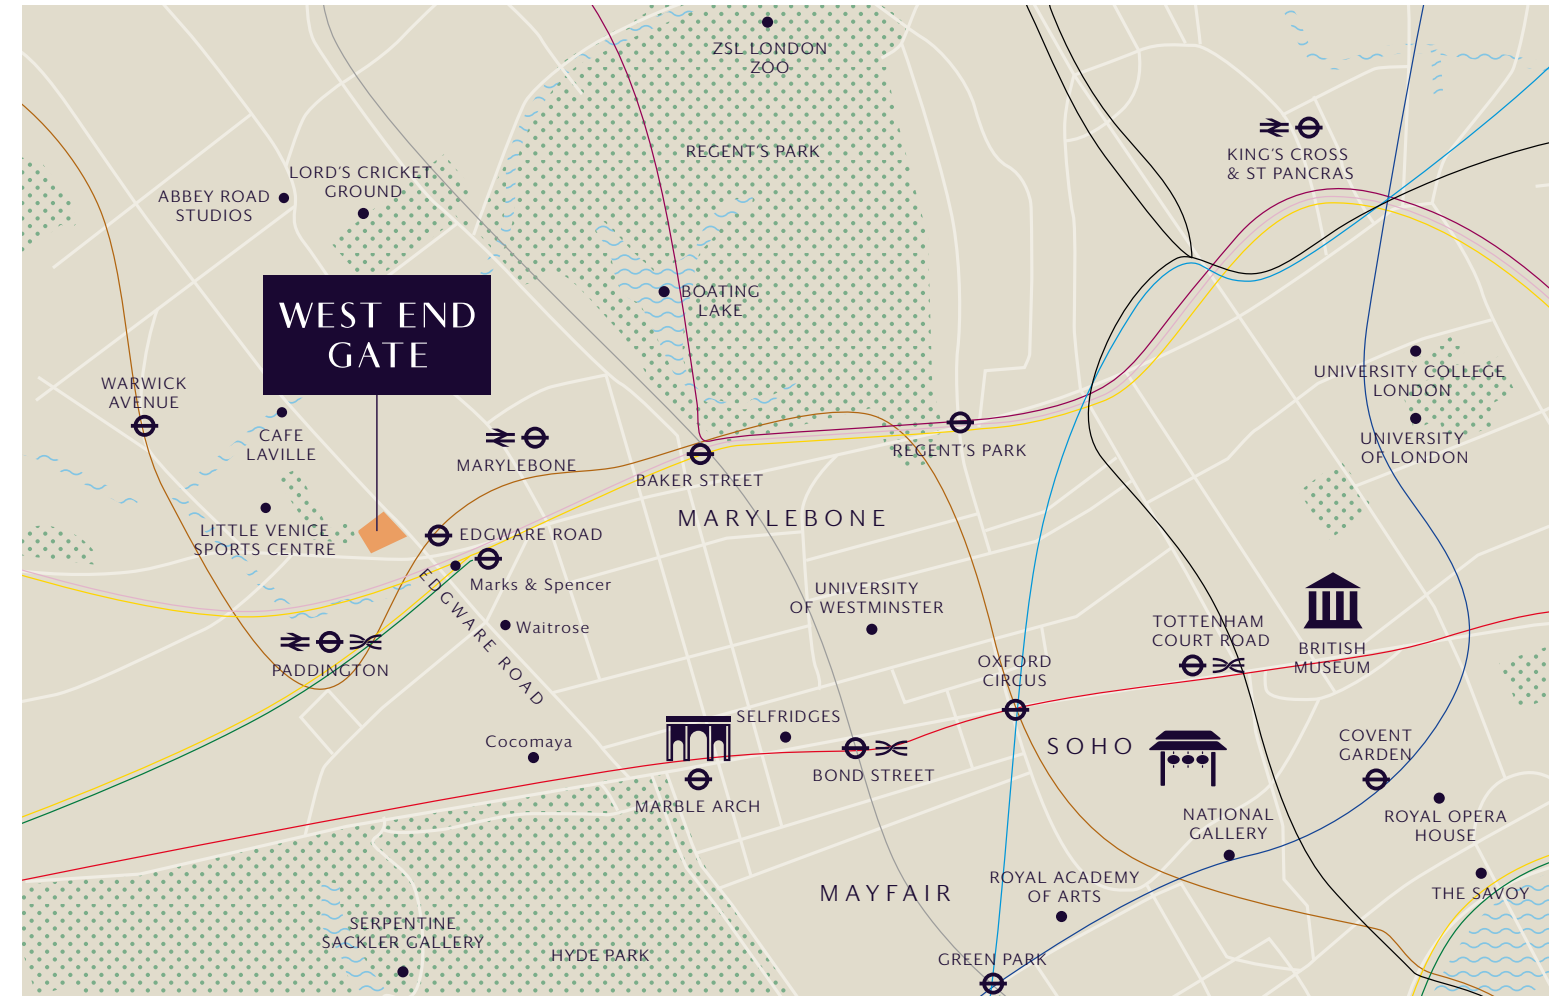 ZSL LONDON
ZOO
REGENT'S PARK
KING'S CROSS
& ST PANCRAS
LORD'S CRICKET
GROUND
ABBEY ROAD
STUDIOS
BOATING
LAKE
WEST END
GATE
WARWICK
AVENUE
CAFE
LAVILLE
MARYLEBONE
BAKER STREET
REGENT'S PARK
UNIVERSITY COLLEGE
LONDON
UNIVERSITY
OF LONDON
LITTLE VENICE
SPORTS CENTRE
EDGWARE ROAD
MARYLEBONE
Marks & Spencer
EDGWARE ROAD
Waitrose
UNIVERSITY
OF WESTMINSTER
PADDINGTON
OXFORD
CIRCUS
TOTTENHAM
COURT ROAD
BRITISH
MUSEUM
Cocomaya
SELFRIDGES
MARBLE ARCH
BOND STREET
SOHO
COVENT
GARDEN
NATIONAL
GALLERY
ROYAL OPERA
HOUSE
MAYFAIR
ROYAL ACADEMY
OF ARTS
THE SAVOY
SERPENTINE
SACKLER GALLERY
HYDE PARK
GREEN PARK